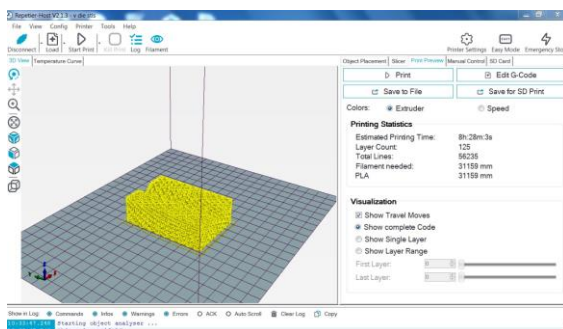 Repetier-Host V2.1.3 - v die.stls
File View Config Printer Tools Help
Disconnect Load Start Print Kill Print Log Filament
Printer Settings Easy Mode Emergency Sto
3D View Temperature Curve
Object Placement Slicer Print Preview Manual Control SD Card
Print Edit G-Code
Save to File Save for SD Print
Colors: Extruder Speed
Printing Statistics
Estimated Printing Time: 8h:28m:3s
Layer Count: 125
Total Lines: 56235
Filament needed: 31159 mm
PLA 31159 mm
Visualization
Show Travel Moves
Show complete Code
Show Single Layer
Show Layer Range
First Layer:
Last Layer:
Show in Log: Commands Infos Warnings Errors ACK Auto Scroll Clear Log Copy
Starting object analyser ...